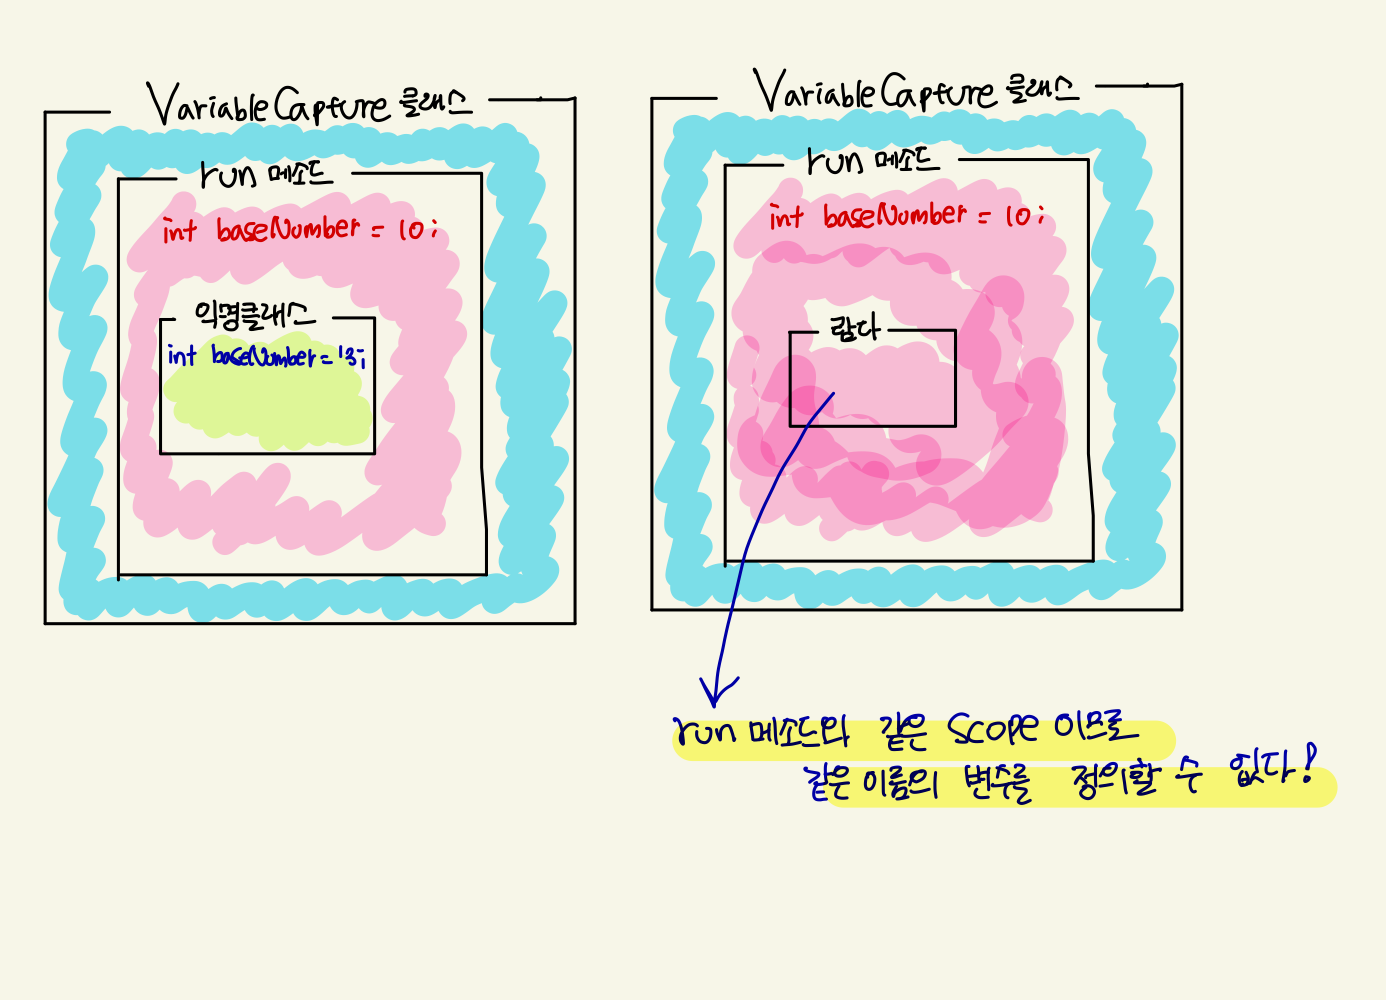 VariableCapture 클래스
run 메소드
int baseNumber = 10;
익명클래스
int baseNumber = 13;
VariableCapture 클래스
run 메소드
int baseNumber = 10;
람다
run 메소드와 같은 Scope 이므로
같은 이름의 변수를 정의할 수 없다!